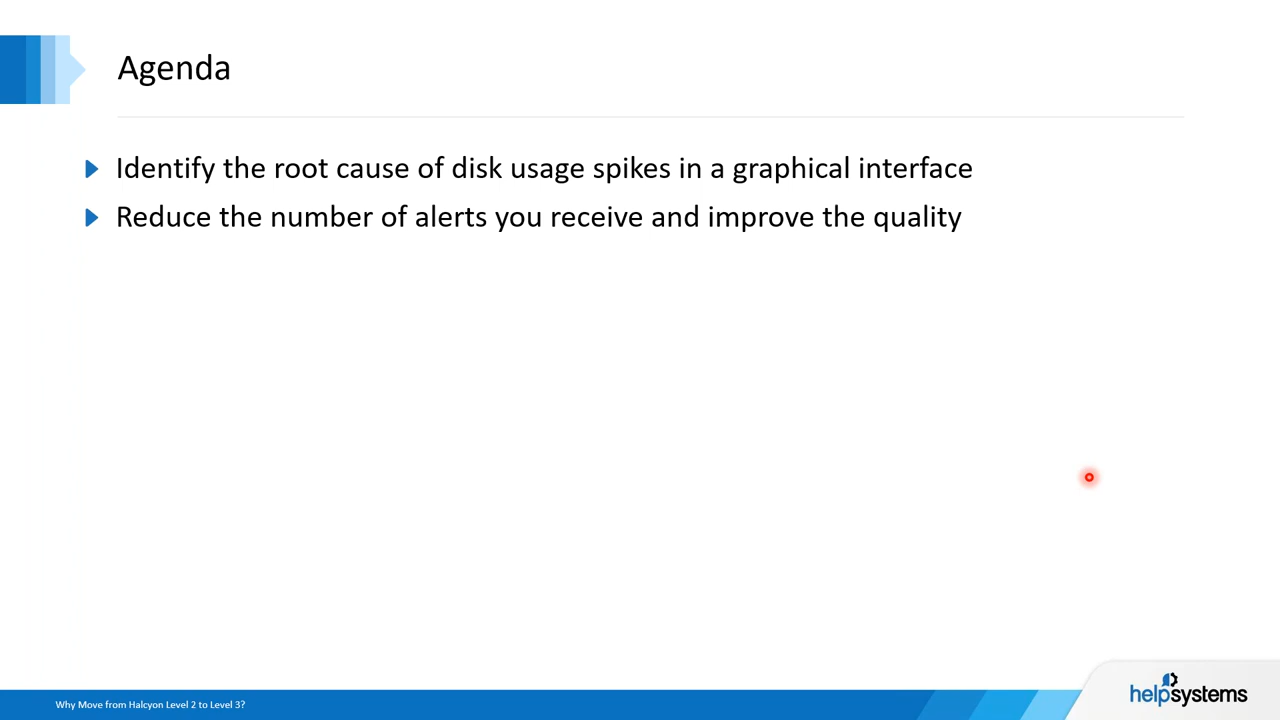 Agenda
Identify the root cause of disk usage spikes in a graphical interface
Reduce the number of alerts you receive and improve the quality
Why Move from Halcyon Level 2 to Level 3?
helpsystems